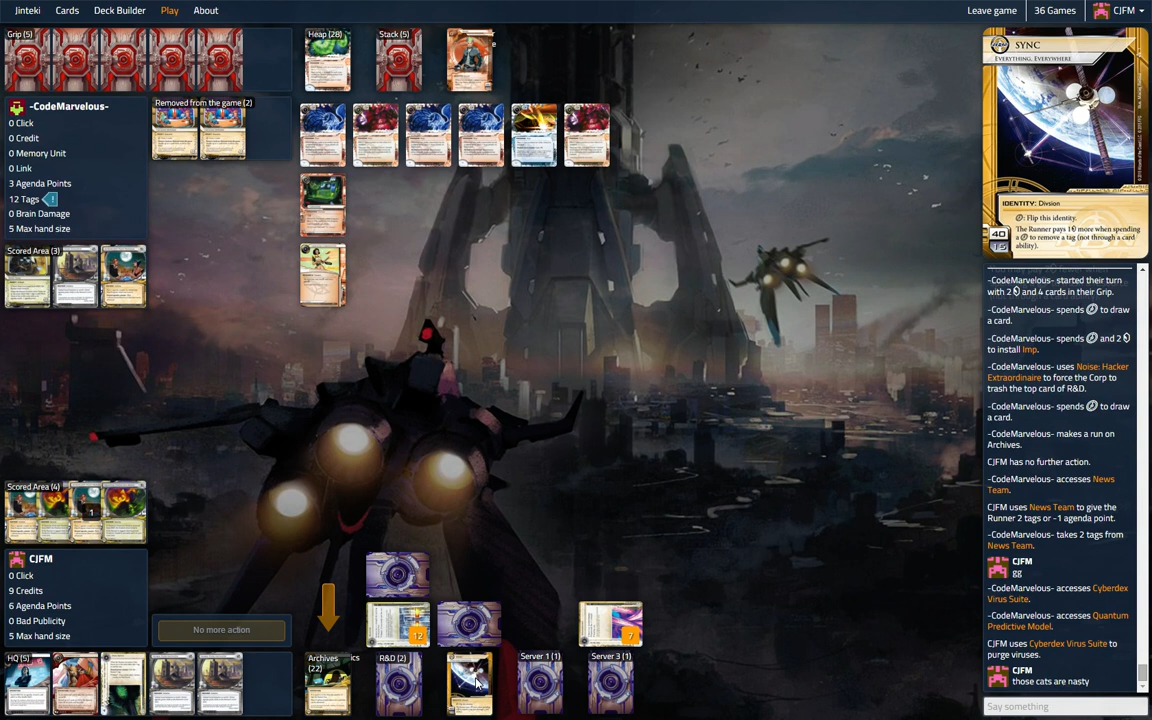 Jinteki
Cards
Deck Builder
Play
About
Leave game
36 Games
CJFM
Grip (5)
Heap (28)
Stack (5)
-CodeMarvelous-
0 Click
0 Credit
0 Memory Unit
0 Link
3 Agenda Points
12 Tags
!
0 Brain Damage
5 Max hand size
Removed from the game (2)
Scored Area (3)
Scored Area (4)
1
CJFM
0 Click
9 Credits
6 Agenda Points
0 Bad Publicity
5 Max hand size
No more action
12
7
HQ (5)
Archives
(22)
ics
R&D (2)
Server 1 (1)
Server 3 (1)
SYNC
Everything, Everywhere
Identity: Division
: Flip this identity.
The Runner pays 1 more when spending
a to remove a tag (not through a card
ability).
40
15
-CodeMarvelous- started their turn
with 2 and 4 cards in their Grip.
-CodeMarvelous- spends to draw
a card.
-CodeMarvelous- spends and 2
to install Imp.
-CodeMarvelous- uses Noise: Hacker
Extraordinaire to force the Corp to
trash the top card of R&D.
-CodeMarvelous- spends to draw
a card.
-CodeMarvelous- makes a run on
Archives.
CJFM has no further action.
-CodeMarvelous- accesses News
Team.
CJFM uses News Team to give the
Runner 2 tags or -1 agenda point.
-CodeMarvelous- takes 2 tags from
News Team.
CJFM
gg
-CodeMarvelous- accesses Cyberdex
Virus Suite.
-CodeMarvelous- accesses Quantum
Predictive Model.
CJFM uses Cyberdex Virus Suite to
purge viruses.
CJFM
those cats are nasty
Say something